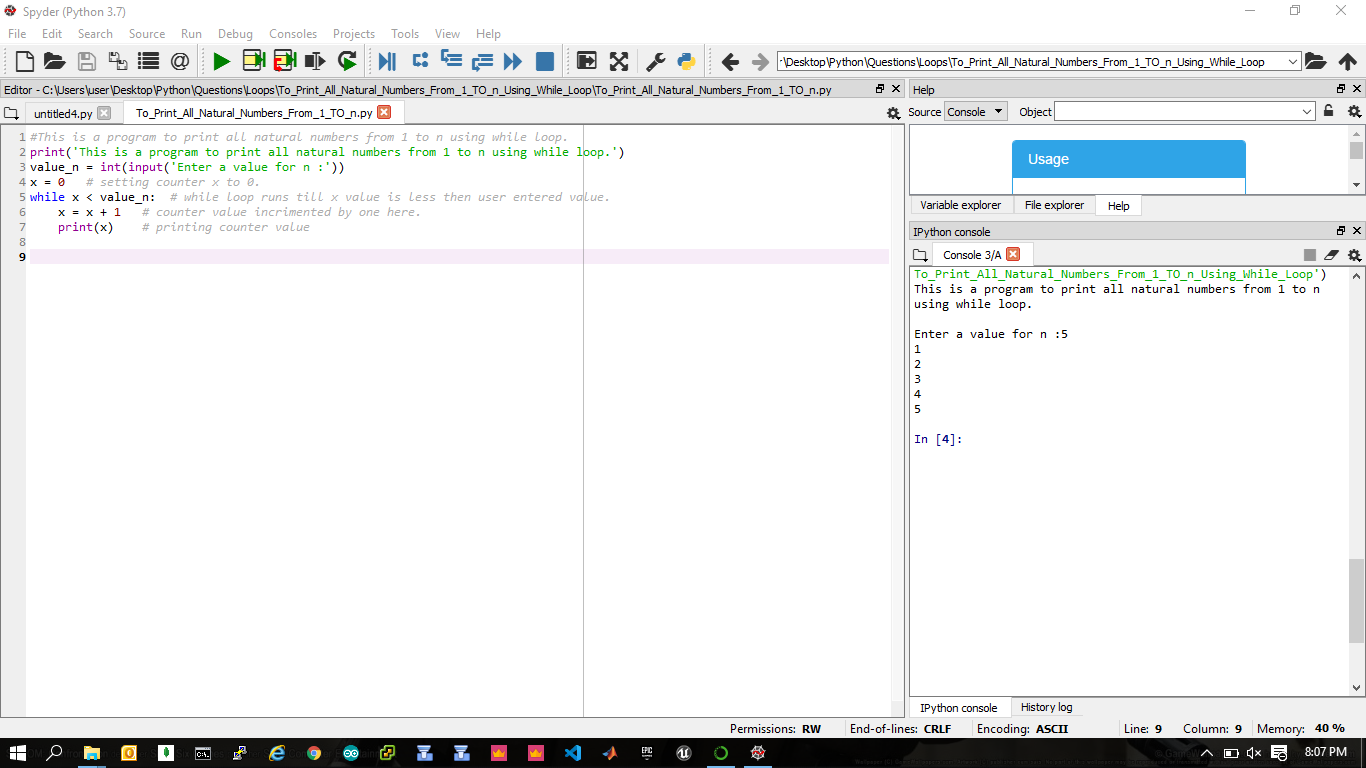 Spyder (Python 3.7)
File Edit Search Source Run Debug Consoles Projects Tools View Help
:\Desktop\Python\Questions\Loops\To_Print_All_Natural_Numbers_From_1_TO_n_Using_While_Loop
Editor - C:\Users\user\Desktop\Python\Questions\Loops\To_Print_All_Natural_Numbers_From_1_TO_n_Using_While_Loop\To_Print_All_Natural_Numbers_From_1_TO_n.py
untitled4.py To_Print_All_Natural_Numbers_From_1_TO_n.py
1 #This is a program to print all natural numbers from 1 to n using while loop.
2 print('This is a program to print all natural numbers from 1 to n using while loop.')
3 value_n = int(input('Enter a value for n :'))
4 x = 0   # setting counter x to 0.
5 while x < value_n:  # while loop runs till x value is less then user entered value.
6     x = x + 1   # counter value incrimented by one here.
7     print(x)    # printing counter value
8
9
Help
Source Console Object
Usage
Variable explorer File explorer Help
IPython console
Console 3/A
To_Print_All_Natural_Numbers_From_1_TO_n_Using_While_Loop')
This is a program to print all natural numbers from 1 to n
using while loop.
Enter a value for n :5
1
2
3
4
5
In [4]:
IPython console History log
Permissions: RW End-of-lines: CRLF Encoding: ASCII Line: 9 Column: 9 Memory: 40 %
EPIC
8:07 PM